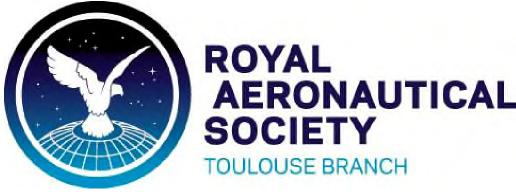 ROYAL
AERONAUTICAL
SOCIETY
TOULOUSE BRANCH